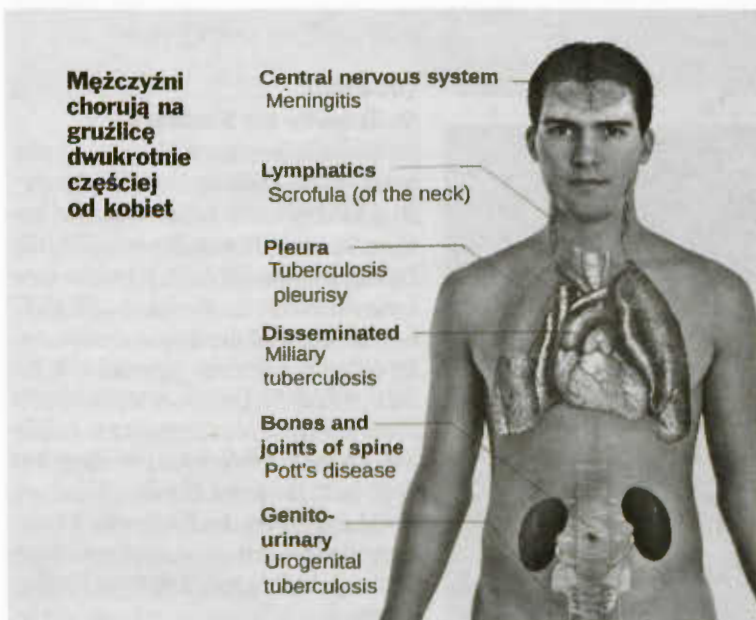 Mężczyźni
chorują na
gruźlicę
dwukrotnie
częściej
od kobiet
Central nervous system
Meningitis
Lymphatics
Scrofula (of the neck)
Pleura
Tuberculosis
pleurisy
Disseminated
Miliary
tuberculosis
Bones and
joints of spine
Pott's disease
Genito-
urinary
Urogenital
tuberculosis